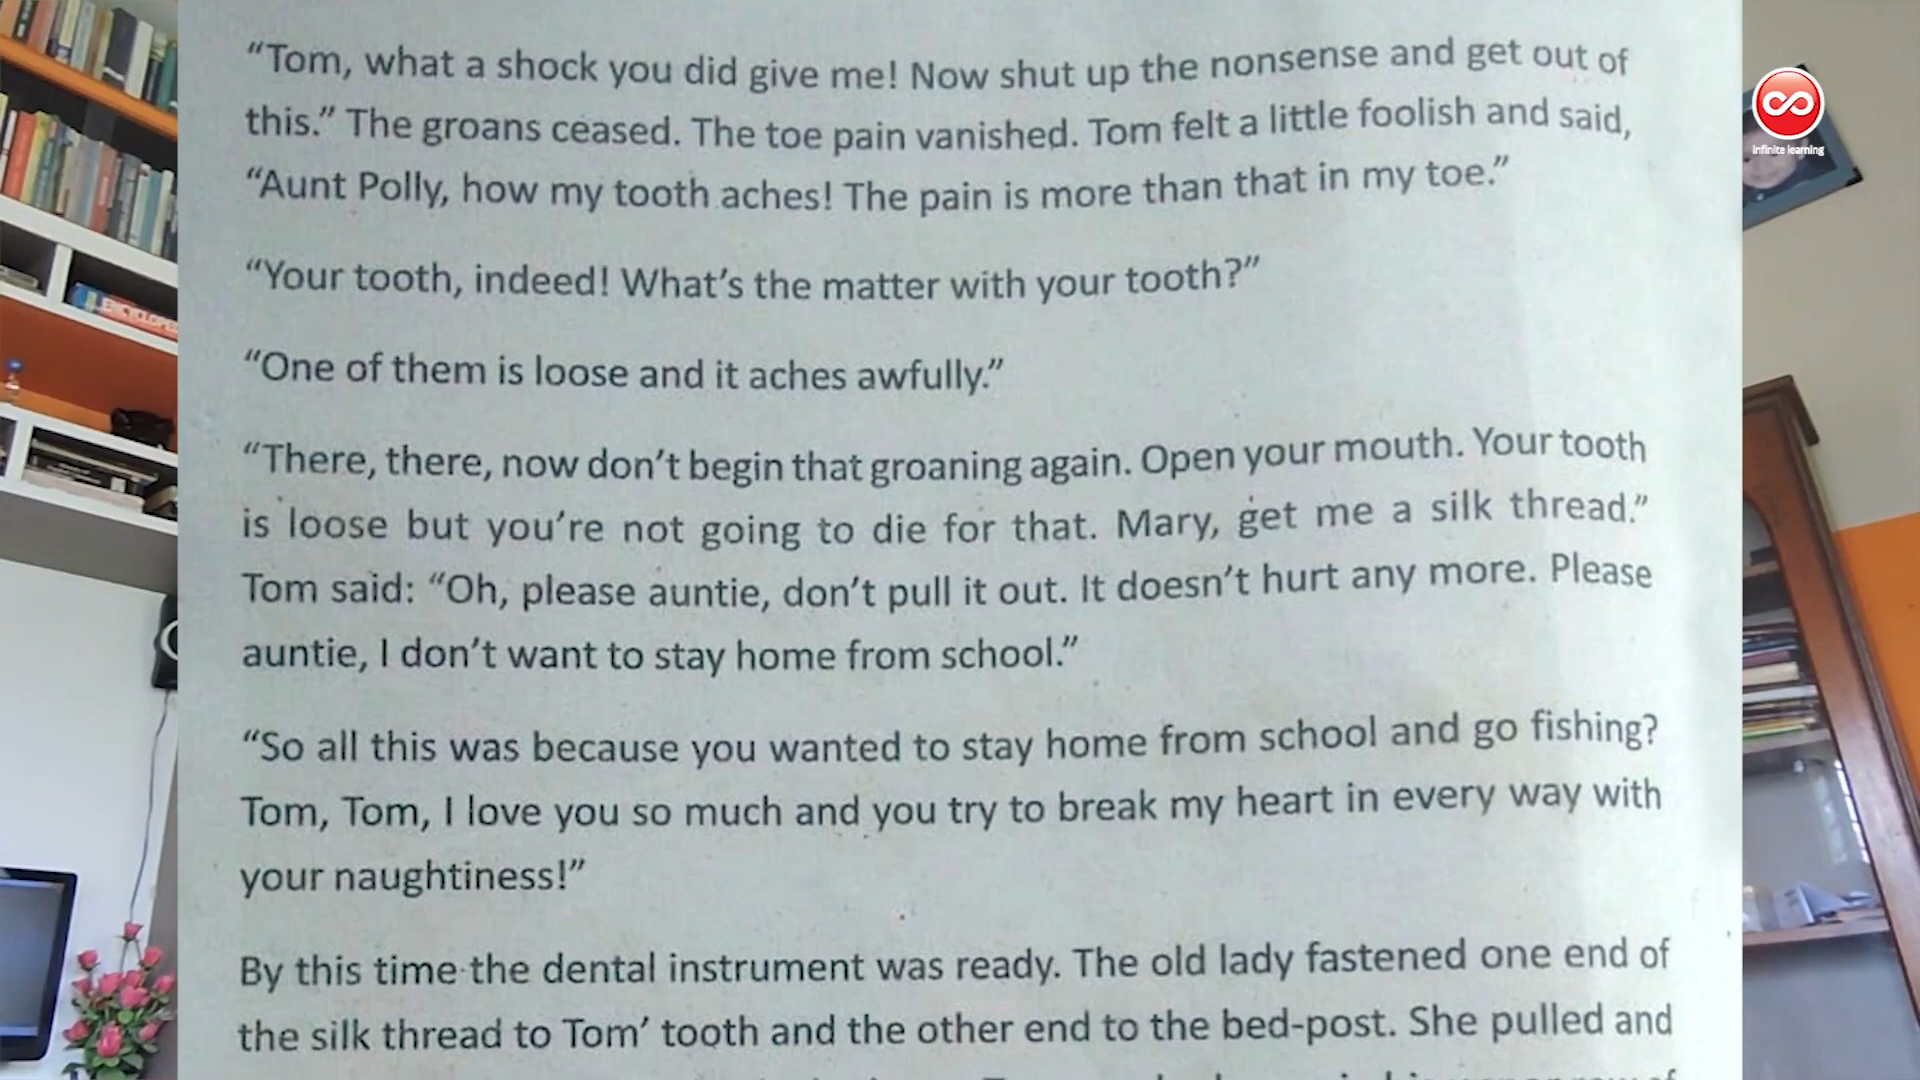 “Tom, what a shock you did give me! Now shut up the nonsense and get out of
this.” The groans ceased. The toe pain vanished. Tom felt a little foolish and said,
“Aunt Polly, how my tooth aches! The pain is more than that in my toe.”
“Your tooth, indeed! What’s the matter with your tooth?”
“One of them is loose and it aches awfully.”
“There, there, now don’t begin that groaning again. Open your mouth. Your tooth
is loose but you’re not going to die for that. Mary, get me a silk thread.”
Tom said: “Oh, please auntie, don’t pull it out. It doesn’t hurt any more. Please
auntie, I don’t want to stay home from school.”
“So all this was because you wanted to stay home from school and go fishing?
Tom, Tom, I love you so much and you try to break my heart in every way with
your naughtiness!”
By this time the dental instrument was ready. The old lady fastened one end of
the silk thread to Tom’ tooth and the other end to the bed-post. She pulled and
infinite learning